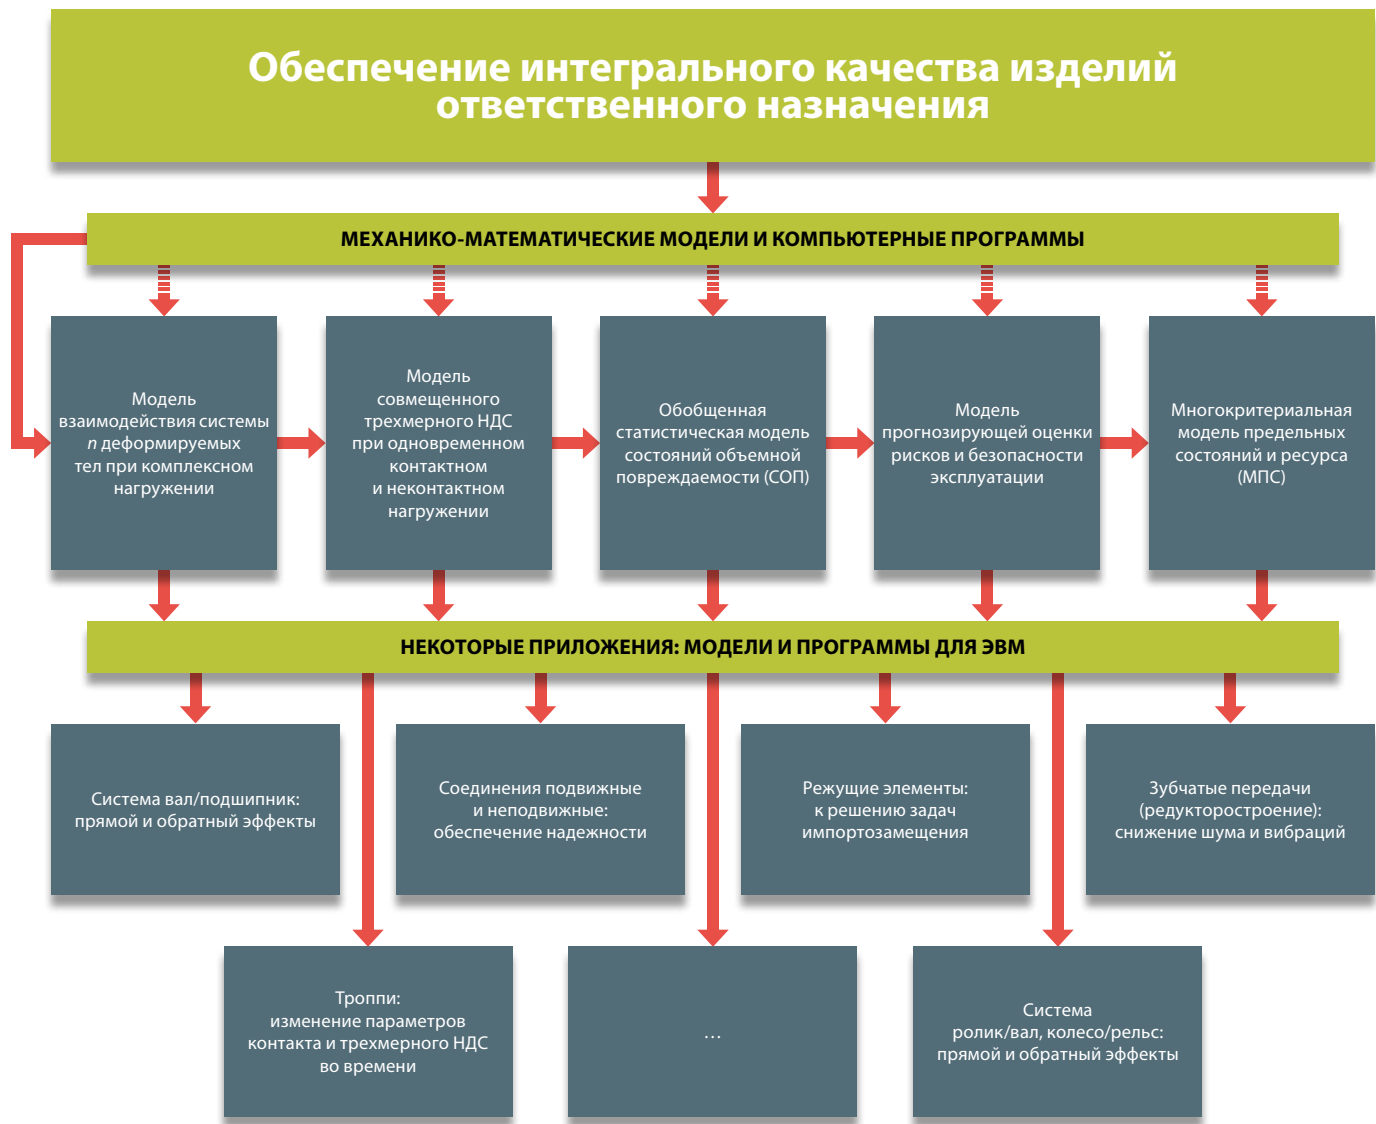 Обеспечение интегрального качества изделий
ответственного назначения
МЕХАНИКО-МАТЕМАТИЧЕСКИЕ МОДЕЛИ И КОМПЬЮТЕРНЫЕ ПРОГРАММЫ
Модель
взаимодействия системы
n деформируемых
тел при комплексном
нагружении
Модель
совмещенного
трехмерного НДС
при одновременном
контактном
и неконтактном
нагружении
Обобщенная
статистическая модель
состояний объемной
повреждаемости (СОП)
Модель
прогнозирующей оценки
рисков и безопасности
эксплуатации
Многокритериальная
модель предельных
состояний и ресурса
(МПС)
НЕКОТОРЫЕ ПРИЛОЖЕНИЯ: МОДЕЛИ И ПРОГРАММЫ ДЛЯ ЭВМ
Система вал/подшипник:
прямой и обратный эффекты
Соединения подвижные
и неподвижные:
обеспечение надежности
Режущие элементы:
к решению задач
импортозамещения
Зубчатые передачи
(редукторостроение):
снижение шума и вибраций
Троппи:
изменение параметров
контакта и трехмерного НДС
во времени
…
Система
ролик/вал, колесо/рельс:
прямой и обратный эффекты